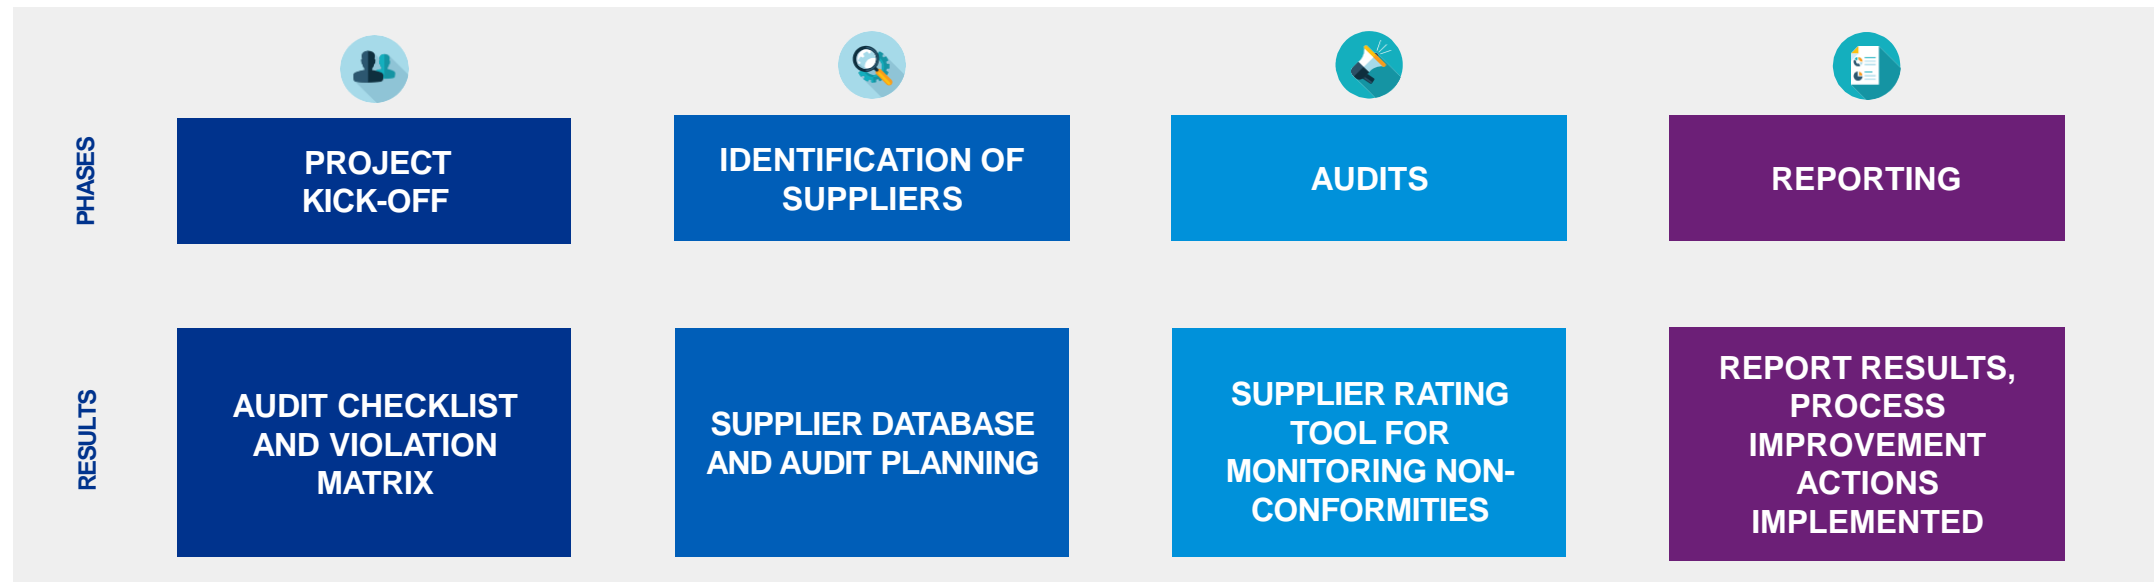 PHASES
PROJECT
KICK-OFF
IDENTIFICATION OF
SUPPLIERS
AUDITS
REPORTING
RESULTS
AUDIT CHECKLIST
AND VIOLATION
MATRIX
SUPPLIER DATABASE
AND AUDIT PLANNING
SUPPLIER RATING
TOOL FOR
MONITORING NON-
CONFORMITIES
REPORT RESULTS,
PROCESS
IMPROVEMENT
ACTIONS
IMPLEMENTED